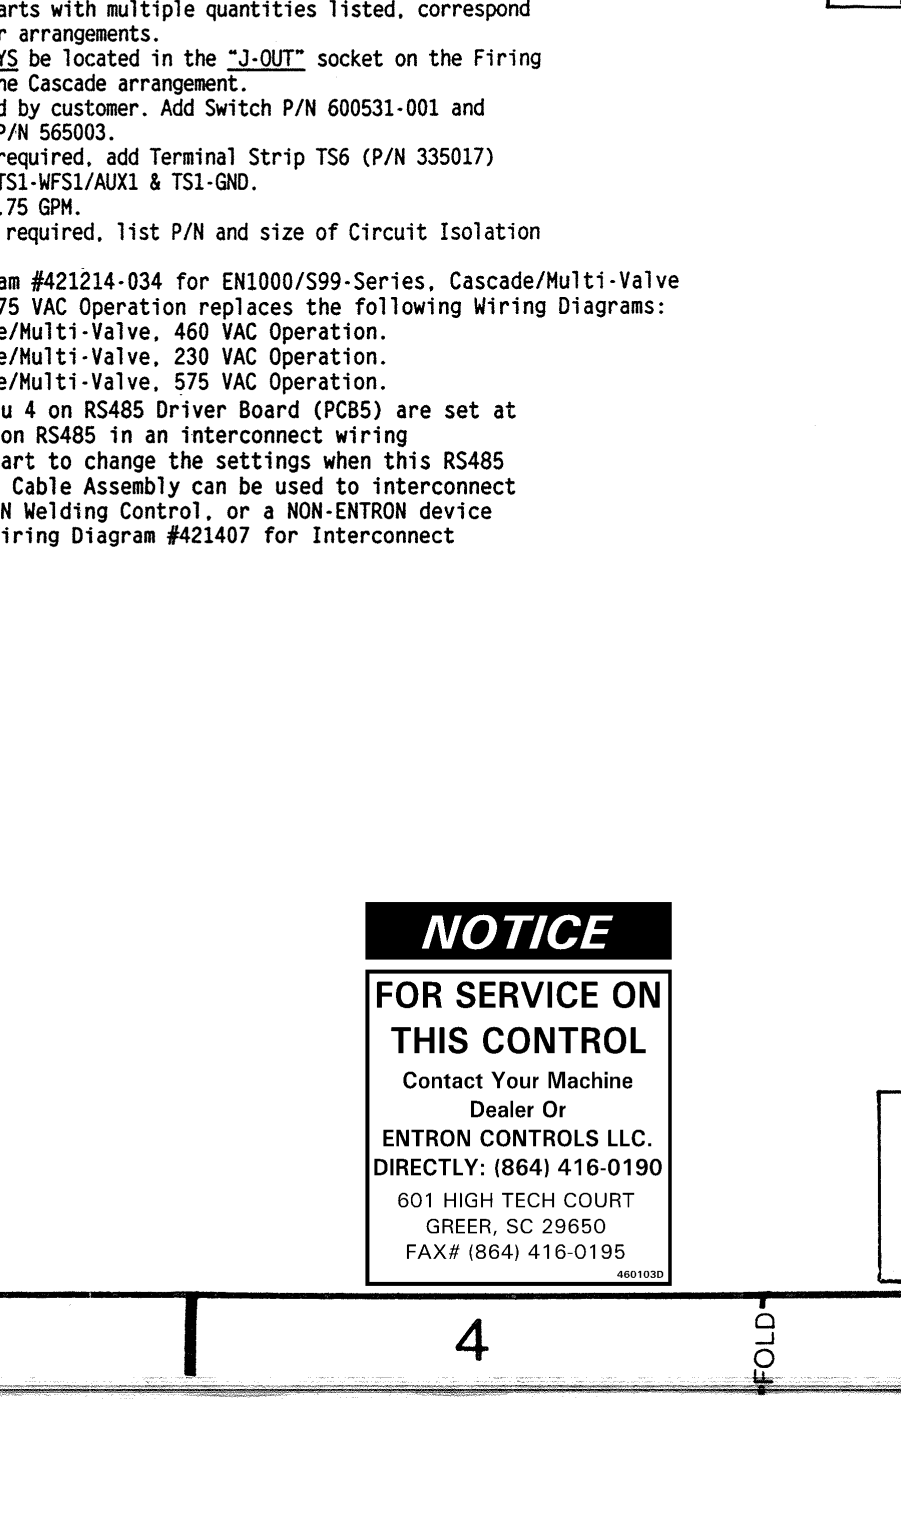 arts with multiple quantities listed, correspond
r arrangements.
YS be located in the "J-OUT" socket on the Firing
ne Cascade arrangement.
d by customer. Add Switch P/N 600531-001 and
P/N 565003.
required, add Terminal Strip TS6 (P/N 335017)
TS1-WFS1/AUX1 & TS1-GND.
.75 GPM.
required, list P/N and size of Circuit Isolation
am #421214-034 for EN1000/S99-Series, Cascade/Multi-Valve
75 VAC Operation replaces the following Wiring Diagrams:
e/Multi-Valve, 460 VAC Operation.
e/Multi-Valve, 230 VAC Operation.
e/Multi-Valve, 575 VAC Operation.
u 4 on RS485 Driver Board (PCB5) are set at
on RS485 in an interconnect wiring
art to change the settings when this RS485
Cable Assembly can be used to interconnect
N Welding Control, or a NON-ENTRON device
iring Diagram #421407 for Interconnect
NOTICE
FOR SERVICE ON
THIS CONTROL
Contact Your Machine
Dealer Or
ENTRON CONTROLS LLC.
DIRECTLY: (864) 416-0190
601 HIGH TECH COURT
GREER, SC 29650
FAX# (864) 416-0195
460103D
4
FOLD